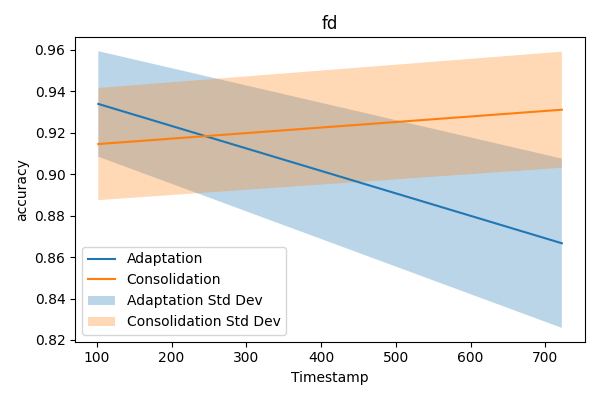 fd
0.96
0.94
0.92
0.90
0.88
0.86
0.84
0.82
accuracy
Adaptation
Consolidation
Adaptation Std Dev
Consolidation Std Dev
100 200 300 400 500 600 700
Timestamp